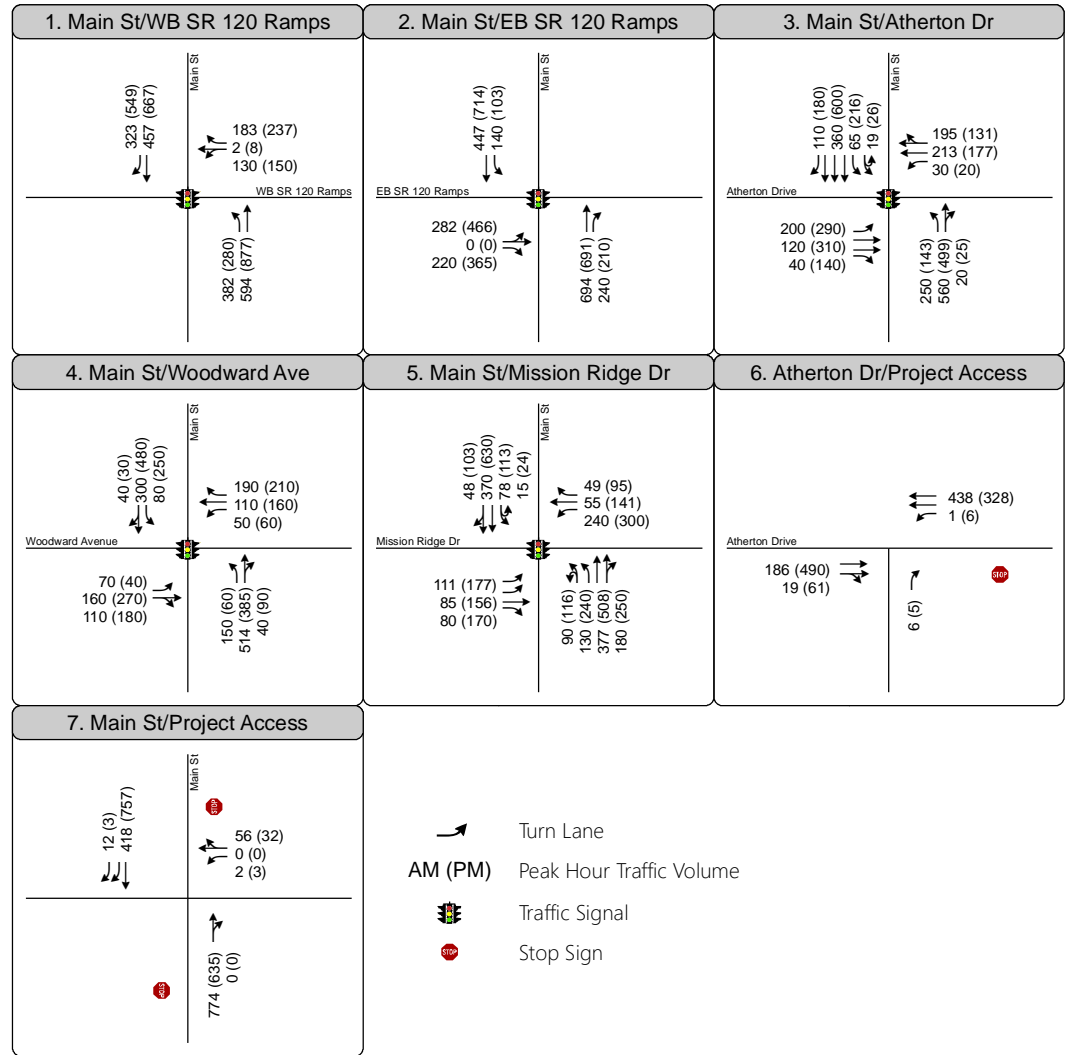 1. Main St/WB SR 120 Ramps
Main St
323 (549)
457 (667)
183 (237)
2 (8)
130 (150)
WB SR 120 Ramps
382 (280)
594 (877)
2. Main St/EB SR 120 Ramps
Main St
447 (714)
140 (103)
EB SR 120 Ramps
282 (466)
0 (0)
220 (365)
694 (691)
240 (210)
3. Main St/Atherton Dr
Main St
110 (180)
360 (600)
65 (216)
19 (26)
195 (131)
213 (177)
30 (20)
Atherton Drive
200 (290)
120 (310)
40 (140)
250 (143)
560 (499)
20 (25)
4. Main St/Woodward Ave
Main St
40 (30)
300 (480)
80 (250)
190 (210)
110 (160)
50 (60)
Woodward Avenue
70 (40)
160 (270)
110 (180)
150 (60)
514 (385)
40 (90)
5. Main St/Mission Ridge Dr
Main St
48 (103)
370 (630)
78 (113)
15 (24)
49 (95)
55 (141)
240 (300)
Mission Ridge Dr
111 (177)
85 (156)
80 (170)
90 (116)
130 (240)
377 (508)
180 (250)
6. Atherton Dr/Project Access
438 (328)
1 (6)
Atherton Drive
186 (490)
19 (61)
6 (5)
STOP
7. Main St/Project Access
Main St
12 (3)
418 (757)
STOP
56 (32)
0 (0)
2 (3)
774 (635)
0 (0)
STOP
Turn Lane
AM (PM) Peak Hour Traffic Volume
Traffic Signal
STOP Stop Sign